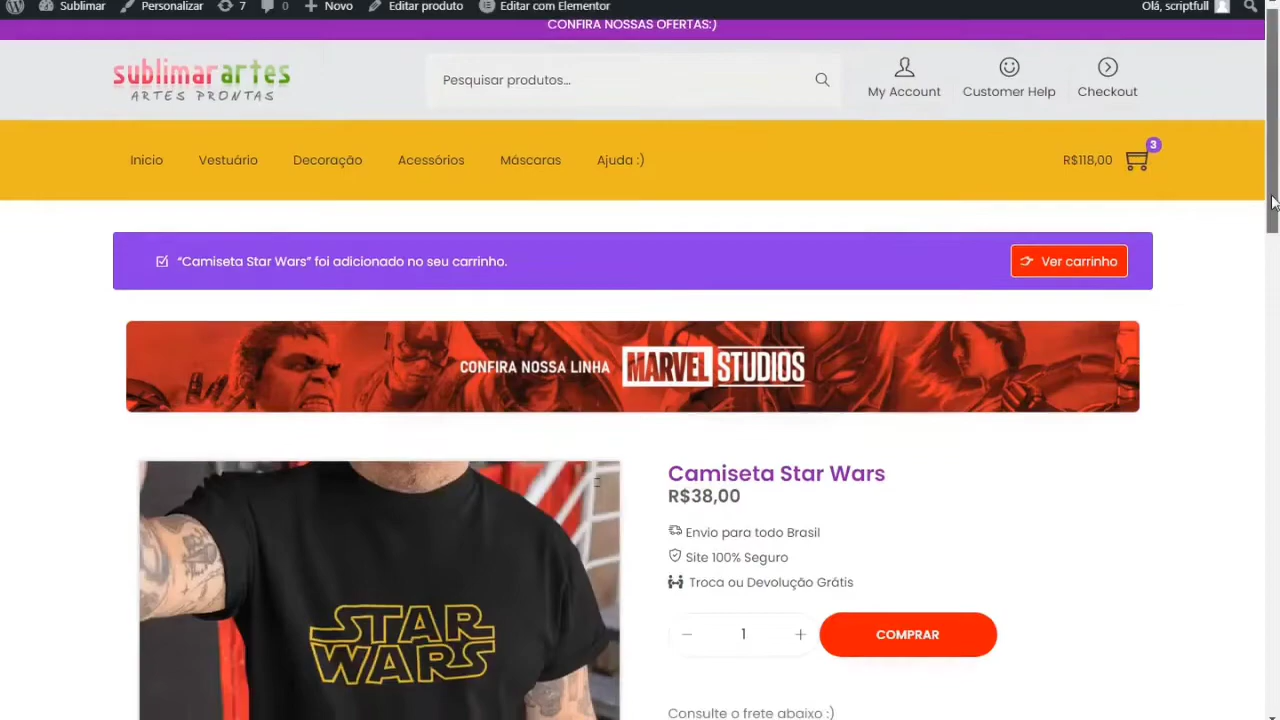 Sublimar Personalizar 7 0 Novo Editar produto Editar com Elementor Olá, scriptfull
CONFIRA NOSSAS OFERTAS:)
sublimarartes
ARTES PRONTAS
Pesquisar produtos...
My Account Customer Help Checkout
Inicio Vestuário Decoração Acessórios Máscaras Ajuda :) R$118,00 3
“Camiseta Star Wars” foi adicionado no seu carrinho. Ver carrinho
CONFIRA NOSSA LINHA MARVEL STUDIOS
Camiseta Star Wars
R$38,00
Envio para todo Brasil
Site 100% Seguro
Troca ou Devolução Grátis
− 1 + COMPRAR
STAR
WARS
Consulte o frete abaixo :)